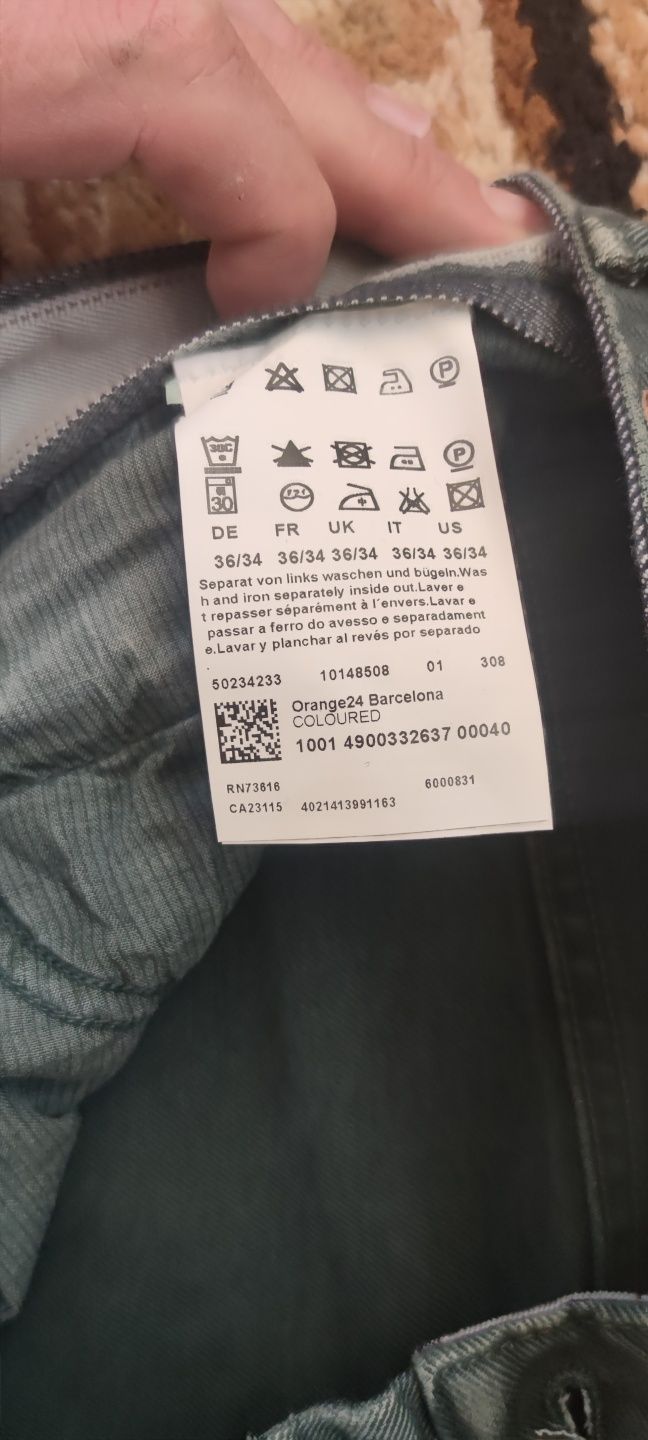 P
30C P
30
DE FR UK IT US
36/34 36/34 36/34 36/34 36/34
Separat von links waschen und bügeln.Was
h and iron separately inside out.Laver e
t repasser séparément à l´envers.Lavar e
passar a ferro do avesso e separadament
e.Lavar y planchar al revés por separado
50234233 10148508 01 308
Orange24 Barcelona
COLOURED
1001 4900332637 00040
RN73616 6000831
CA23115 4021413991163